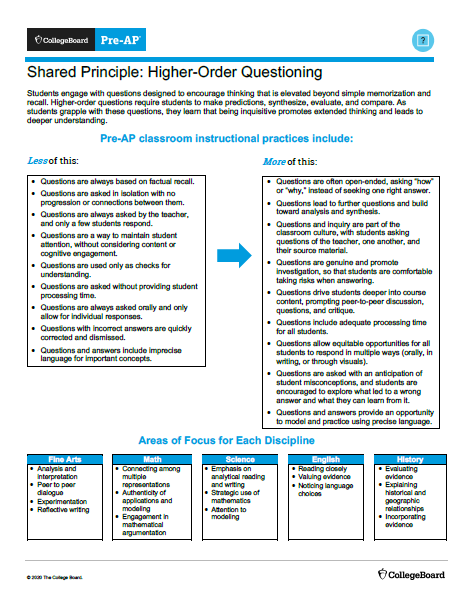 CollegeBoard Pre-AP®
?
Shared Principle: Higher-Order Questioning
Students engage with questions designed to encourage thinking that is elevated beyond simple memorization and
recall. Higher-order questions require students to make predictions, synthesize, evaluate, and compare. As
students grapple with these questions, they learn that being inquisitive promotes extended thinking and leads to
deeper understanding.
Pre-AP classroom instructional practices include:
Less of this:
• Questions are always based on factual recall.
• Questions are asked in isolation with no
progression or connections between them.
• Questions are always asked by the teacher,
and only a few students respond.
• Questions are a way to maintain student
attention, without considering content or
cognitive engagement.
• Questions are used only as checks for
understanding.
• Questions are asked without providing student
processing time.
• Questions are always asked orally and only
allow for individual responses.
• Questions with incorrect answers are quickly
corrected and dismissed.
• Questions and answers include imprecise
language for important concepts.
More of this:
• Questions are often open-ended, asking "how"
or "why," instead of seeking one right answer.
• Questions lead to further questions and build
toward analysis and synthesis.
• Questions and inquiry are part of the
classroom culture, with students asking
questions of the teacher, one another, and
their source material.
• Questions are genuine and promote
investigation, so that students are comfortable
taking risks when answering.
• Questions drive students deeper into course
content, prompting peer-to-peer discussion,
questions, and critique.
• Questions include adequate processing time
for all students.
• Questions allow equitable opportunities for all
students to respond in multiple ways (orally, in
writing, or through visuals).
• Questions are asked with an anticipation of
student misconceptions, and students are
encouraged to explore what led to a wrong
answer and what they can learn from it.
• Questions and answers provide an opportunity
to model and practice using precise language.
Areas of Focus for Each Discipline
Fine Arts
• Analysis and
interpretation
• Peer to peer
dialogue
• Experimentation
• Reflective writing
Math
• Connecting among
multiple
representations
• Authenticity of
applications and
modeling
• Engagement in
mathematical
argumentation
Science
• Emphasis on
analytical reading
and writing
• Strategic use of
mathematics
• Attention to
modeling
English
• Reading closely
• Valuing evidence
• Noticing language
choices
History
• Evaluating
evidence
• Explaining
historical and
geographic
relationships
• Incorporating
evidence
© 2020 The College Board.
CollegeBoard